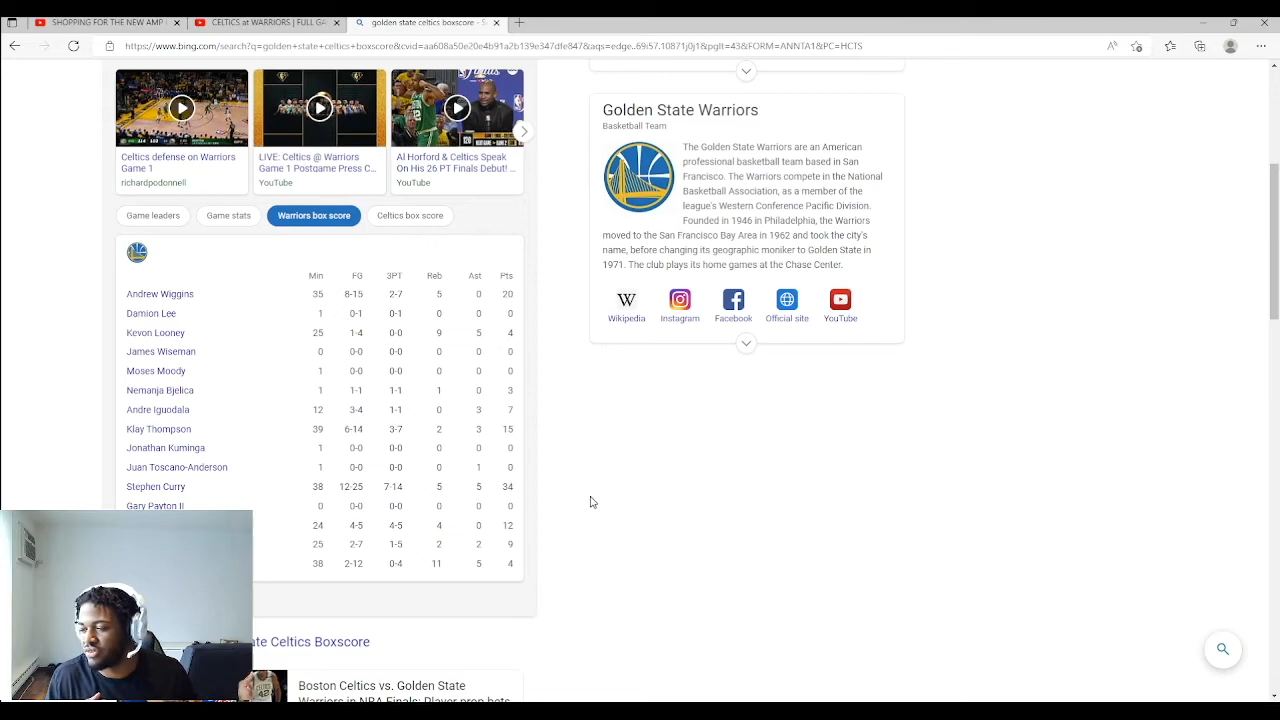 SHOPPING FOR THE NEW AMP
CELTICS at WARRIORS | FULL GA
golden state celtics boxscore - S
https://www.bing.com/search?q=golden+state+celtics+boxscore&cvid=aa608a50e20e4b91a2b139e347dfe847&aqs=edge..69i57.10871j0j1&pglt=43&FORM=ANNTA1&PC=HCTS
Celtics defense on Warriors
Game 1
richardpodonnell
LIVE: Celtics @ Warriors
Game 1 Postgame Press C...
YouTube
Al Horford & Celtics Speak
On His 26 PT Finals Debut! ...
YouTube
Game leaders
Game stats
Warriors box score
Celtics box score
Min FG 3PT Reb Ast Pts
Andrew Wiggins 35 8-15 2-7 5 0 20
Damion Lee 1 0-1 0-1 0 0 0
Kevon Looney 25 1-4 0-0 9 5 4
James Wiseman 0 0-0 0-0 0 0 0
Moses Moody 1 0-0 0-0 0 0 0
Nemanja Bjelica 1 1-1 1-1 1 0 3
Andre Iguodala 12 3-4 1-1 0 3 7
Klay Thompson 39 6-14 3-7 2 3 15
Jonathan Kuminga 1 0-0 0-0 0 0 0
Juan Toscano-Anderson 1 0-0 0-0 0 1 0
Stephen Curry 38 12-25 7-14 5 5 34
Gary Payton II 0 0-0 0-0 0 0 0
24 4-5 4-5 4 0 12
25 2-7 1-5 2 2 9
38 2-12 0-4 11 5 4
ate Celtics Boxscore
Boston Celtics vs. Golden State
Warriors in NBA Finals: Player prop bets
Golden State Warriors
Basketball Team
The Golden State Warriors are an American
professional basketball team based in San
Francisco. The Warriors compete in the National
Basketball Association, as a member of the
league's Western Conference Pacific Division.
Founded in 1946 in Philadelphia, the Warriors
moved to the San Francisco Bay Area in 1962 and took the city's
name, before changing its geographic moniker to Golden State in
1971. The club plays its home games at the Chase Center.
W
Wikipedia
Instagram
Facebook
Official site
YouTube